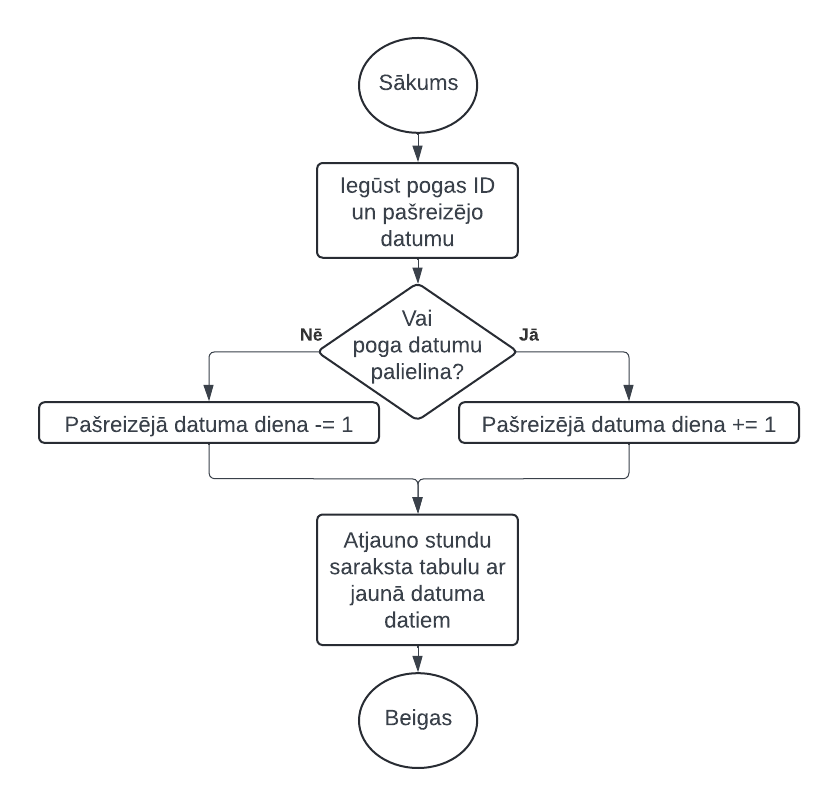 Sākums
Iegūst pogas ID
un pašreizējo
datumu
Vai
poga datumu
palielina?
Nē
Jā
Pašreizējā datuma diena -= 1
Pašreizējā datuma diena += 1
Atjauno stundu
saraksta tabulu ar
jaunā datuma
datiem
Beigas